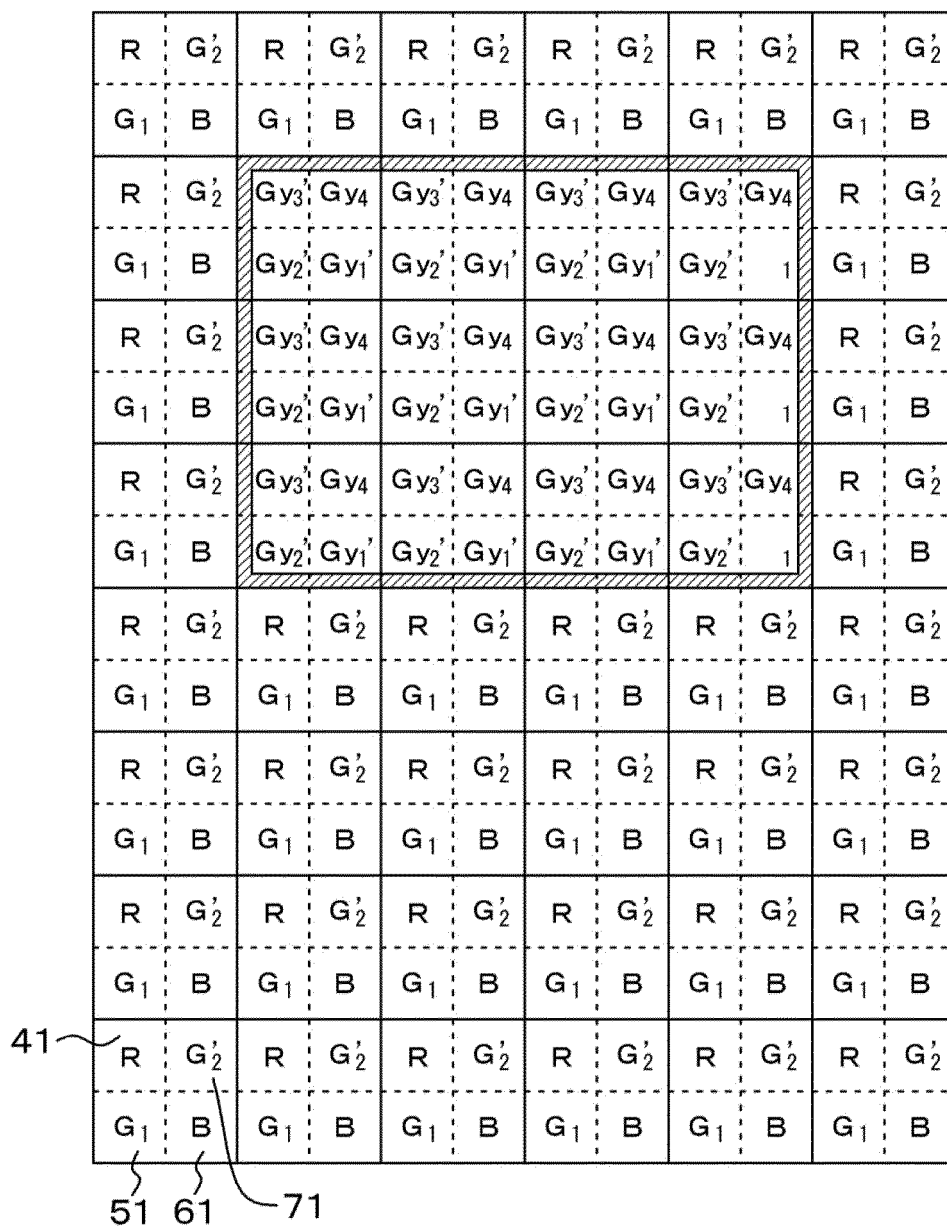 R G'₂ R G'₂ R G'₂ R G'₂ R G'₂ R G'₂
G₁ B G₁ B G₁ B G₁ B G₁ B G₁ B
R G'₂ Gy₃' Gy₄ Gy₃' Gy₄ Gy₃' Gy₄ Gy₃' Gy₄ R G'₂
G₁ B Gy₂' Gy₁' Gy₂' Gy₁' Gy₂' Gy₁' Gy₂' ₁ G₁ B
R G'₂ Gy₃' Gy₄ Gy₃' Gy₄ Gy₃' Gy₄ Gy₃' Gy₄ R G'₂
G₁ B Gy₂' Gy₁' Gy₂' Gy₁' Gy₂' Gy₁' Gy₂' ₁ G₁ B
R G'₂ Gy₃' Gy₄ Gy₃' Gy₄ Gy₃' Gy₄ Gy₃' Gy₄ R G'₂
G₁ B Gy₂' Gy₁' Gy₂' Gy₁' Gy₂' Gy₁' Gy₂' ₁ G₁ B
R G'₂ R G'₂ R G'₂ R G'₂ R G'₂ R G'₂
G₁ B G₁ B G₁ B G₁ B G₁ B G₁ B
R G'₂ R G'₂ R G'₂ R G'₂ R G'₂ R G'₂
G₁ B G₁ B G₁ B G₁ B G₁ B G₁ B
R G'₂ R G'₂ R G'₂ R G'₂ R G'₂ R G'₂
G₁ B G₁ B G₁ B G₁ B G₁ B G₁ B
41 R G'₂ R G'₂ R G'₂ R G'₂ R G'₂ R G'₂
G₁ B G₁ B G₁ B G₁ B G₁ B G₁ B
51 61 71